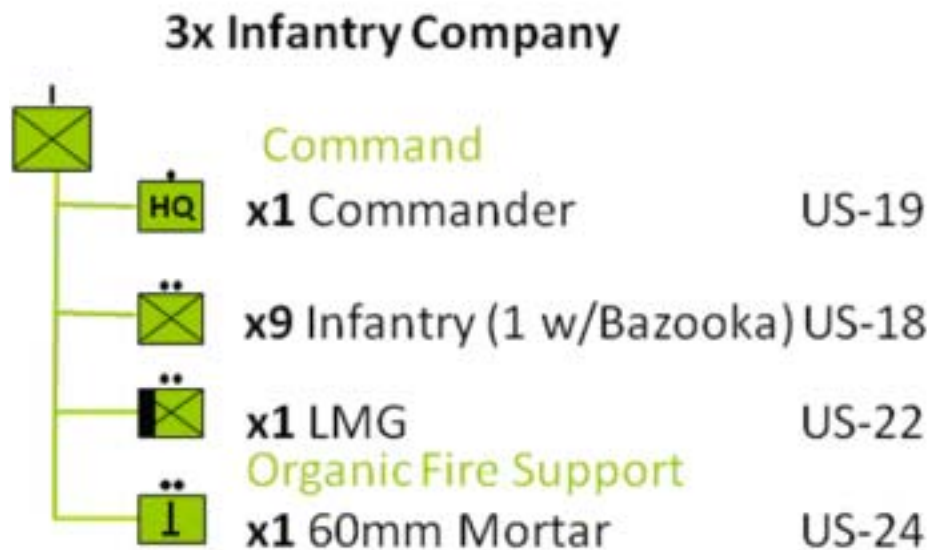 3x Infantry Company
Command
HQ x1 Commander US-19
x9 Infantry (1 w/Bazooka) US-18
x1 LMG US-22
Organic Fire Support
x1 60mm Mortar US-24